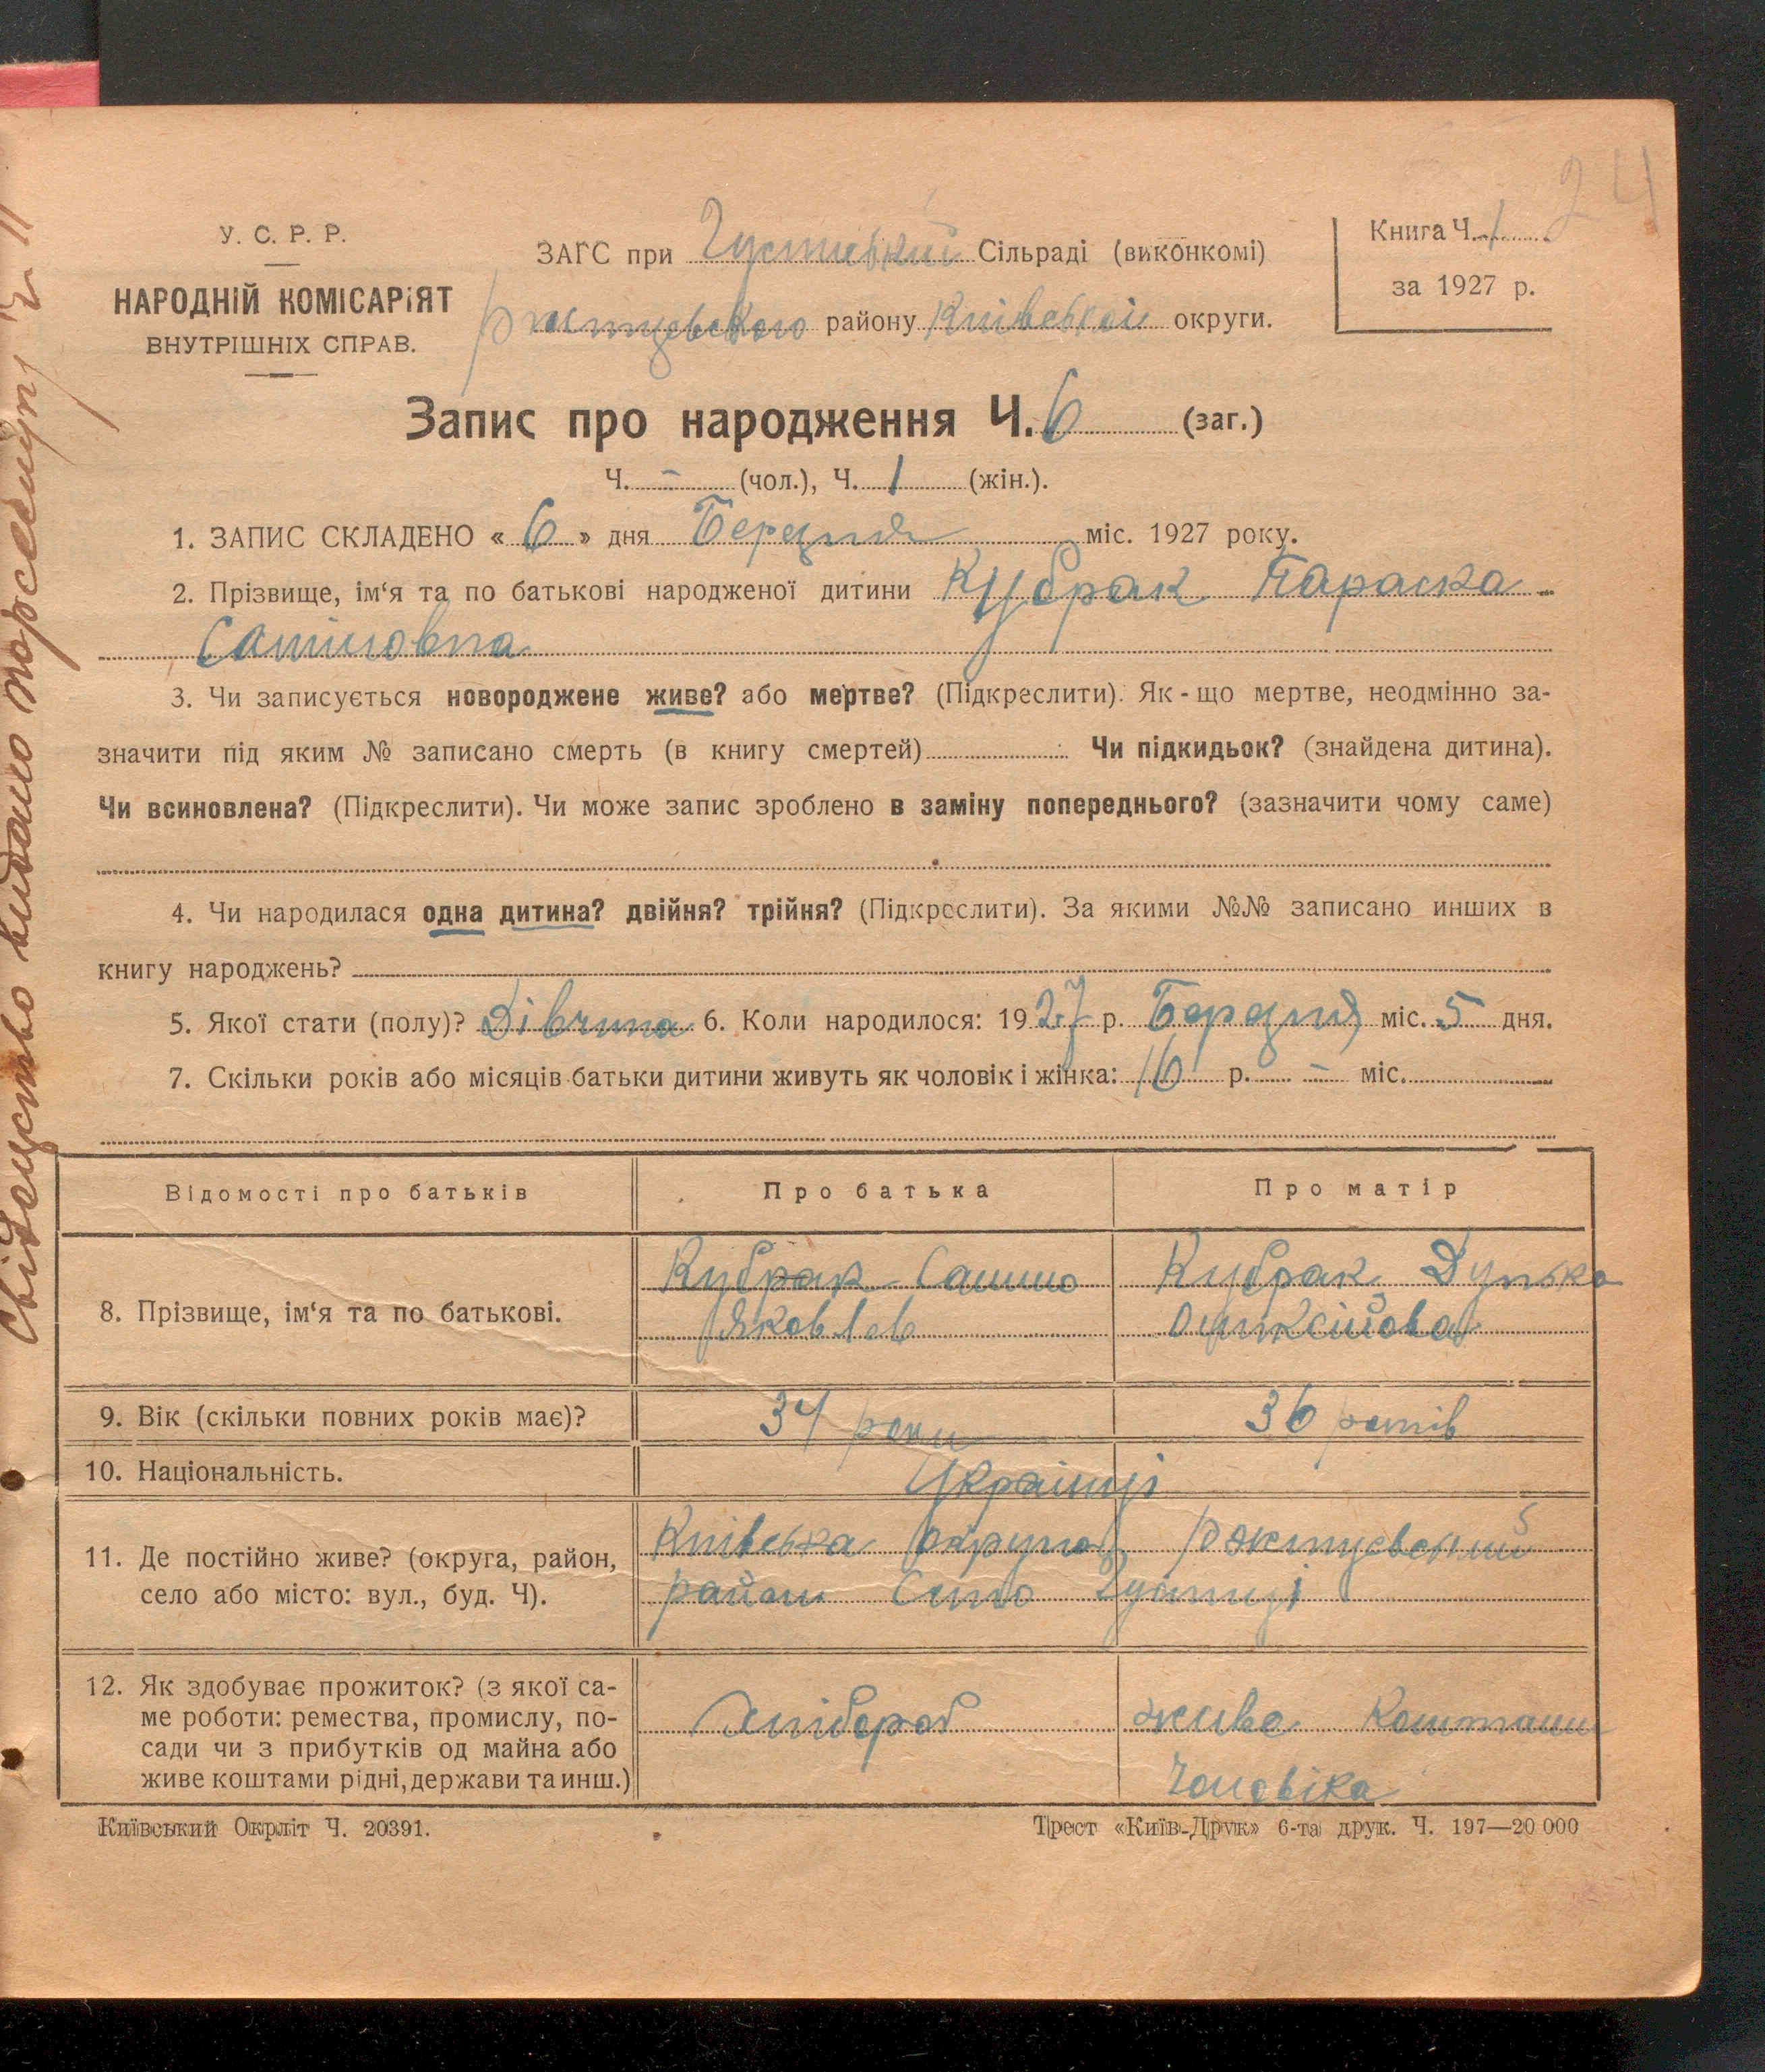 24
У. С. Р. Р.
НАРОДНІЙ КОМІСАРІЯТ
ВНУТРІШНІХ СПРАВ.
ЗАГС при Сільраді (виконкомі)
району Київської округи.
Книга Ч. 1
за 1927 р.
Запис про народження Ч. 6 (заг.)
Ч. - (чол.), Ч. 1 (жін.).
1. ЗАПИС СКЛАДЕНО « 6 » дня Березня міс. 1927 року.
2. Прізвище, ім‘я та по батькові народженої дитини Кубрак Параска
3. Чи записується новороджене живе? або мертве? (Підкреслити). Як - що мертве, неодмінно за-
значити під яким № записано смерть (в книгу смертей) Чи підкидьок? (знайдена дитина).
Чи всиновлена? (Підкреслити). Чи може запис зроблено в заміну попереднього? (зазначити чому саме)
4. Чи народилася одна дитина? двійня? трійня? (Підкреслити). За якими №№ записано инших в
книгу народжень?
5. Якої стати (полу)? Дівчина 6. Коли народилося: 1927 р. Березня міс. 5 дня.
7. Скільки років або місяців батьки дитини живуть як чоловік і жінка: 16 р. - міс.
Відомості про батьків Про батька Про матір
8. Прізвище, ім‘я та по батькові. Кубрак Кубрак
Яковлев
9. Вік (скільки повних років має)? 34 роки 36 років
10. Національність. Українці
11. Де постійно живе? (округа, район, Київська округа
село або місто: вул., буд. Ч). район Село
12. Як здобуває прожиток? (з якої са-
ме роботи: ремества, промислу, по- Хлібороб живе коштами
сади чи з прибутків од майна або
живе коштами рідні, держави та инш.) чоловіка
Київський Окрліт Ч. 20391.
Трест «Київ-Друк» 6-та друк. Ч. 197—20 000